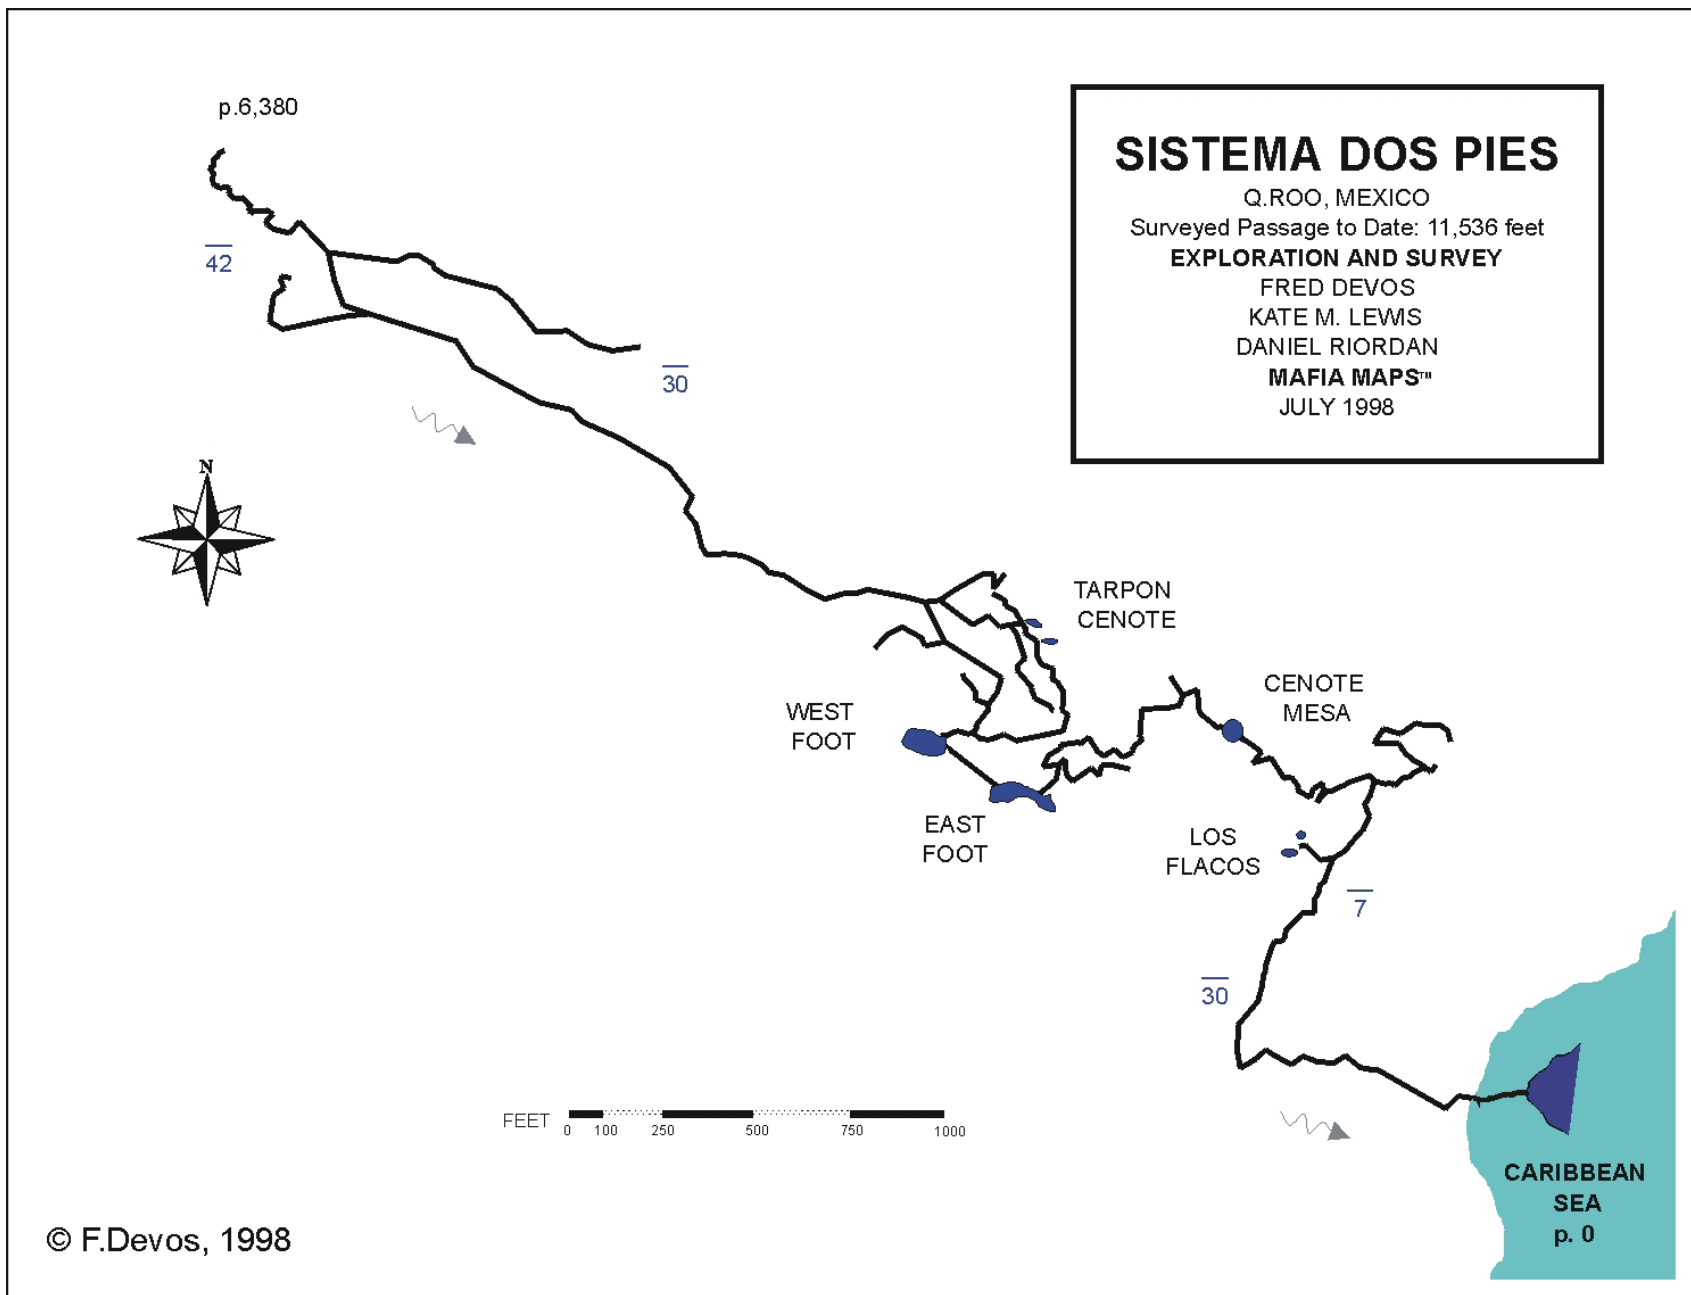 p.6,380
SISTEMA DOS PIES
Q.ROO, MEXICO
Surveyed Passage to Date: 11,536 feet
EXPLORATION AND SURVEY
FRED DEVOS
KATE M. LEWIS
DANIEL RIORDAN
MAFIA MAPS™
JULY 1998
42
30
N
TARPON
CENOTE
WEST
FOOT
CENOTE
MESA
EAST
FOOT
LOS
FLACOS
7
30
FEET
0 100 250 500 750 1000
CARIBBEAN
SEA
p. 0
© F.Devos, 1998